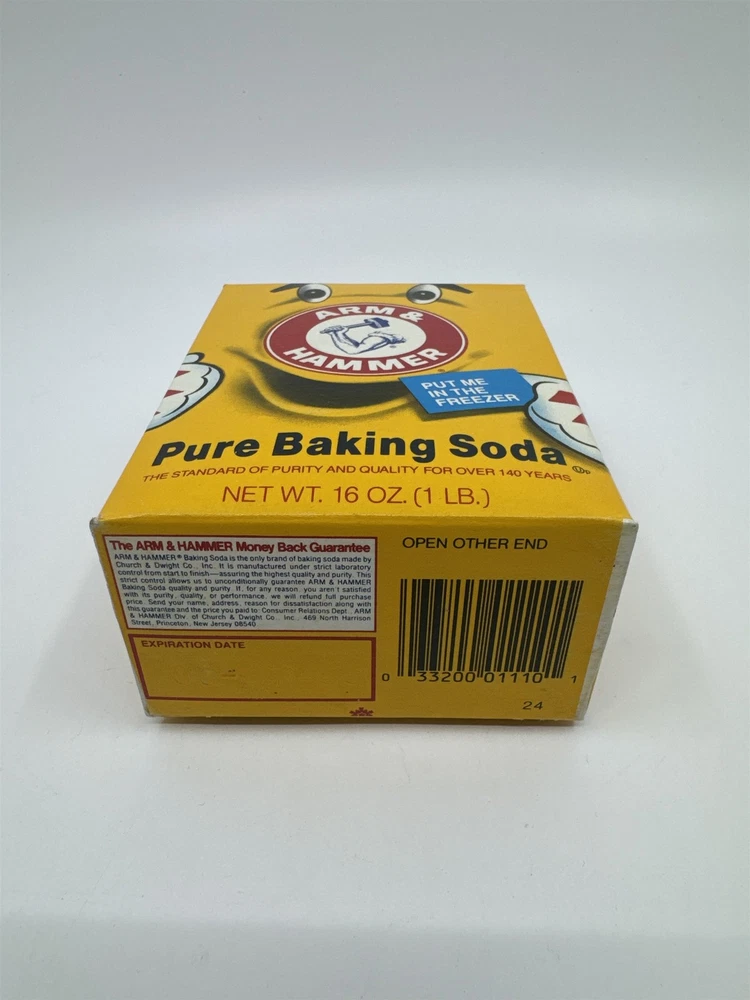 ARM &
HAMMER
PUT ME
IN THE
FREEZER
Pure Baking Soda
THE STANDARD OF PURITY AND QUALITY FOR OVER 140 YEARS
NET WT. 16 OZ. (1 LB.)
The ARM & HAMMER Money Back Guarantee
ARM & HAMMER® Baking Soda is the only brand of baking soda made by
Church & Dwight Co., Inc. It is manufactured under strict laboratory
control from start to finish—assuring the highest quality and purity. This
strict control allows us to unconditionally guarantee ARM & HAMMER
Baking Soda quality and purity. If, for any reason, you aren't satisfied
with its purity, quality, or performance, we will refund full purchase
price. Send your name, address, reason for dissatisfaction along with
this guarantee and the price you paid to: Consumer Relations Dept., ARM
& HAMMER Div. of Church & Dwight Co., Inc., 469 North Harrison
Street, Princeton, New Jersey 08540
EXPIRATION DATE
OPEN OTHER END
0 33200 01110 1
24